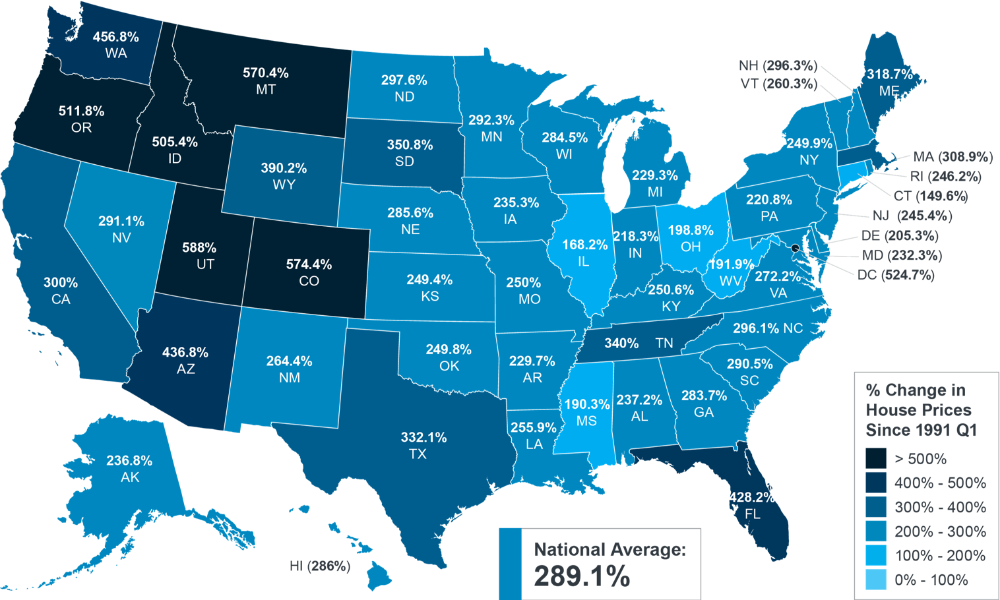 456.8%
WA
570.4%
MT
297.6%
ND
292.3%
MN
NH (296.3%)
VT (260.3%)
318.7%
ME
511.8%
OR
505.4%
ID
390.2%
WY
350.8%
SD
284.5%
WI
229.3%
MI
249.9%
NY
MA (308.9%)
RI (246.2%)
CT (149.6%)
NJ (245.4%)
DE (205.3%)
MD (232.3%)
DC (524.7%)
291.1%
NV
285.6%
NE
235.3%
IA
220.8%
PA
588%
UT
574.4%
CO
168.2%
IL
218.3%
IN
198.8%
OH
191.9%
WV
272.2%
VA
300%
CA
249.4%
KS
250%
MO
250.6%
KY
296.1% NC
340% TN
436.8%
AZ
264.4%
NM
249.8%
OK
229.7%
AR
290.5%
SC
190.3%
MS
237.2%
AL
283.7%
GA
332.1%
TX
255.9%
LA
236.8%
AK
428.2%
FL
HI (286%)
National Average:
289.1%
% Change in
House Prices
Since 1991 Q1
> 500%
400% - 500%
300% - 400%
200% - 300%
100% - 200%
0% - 100%